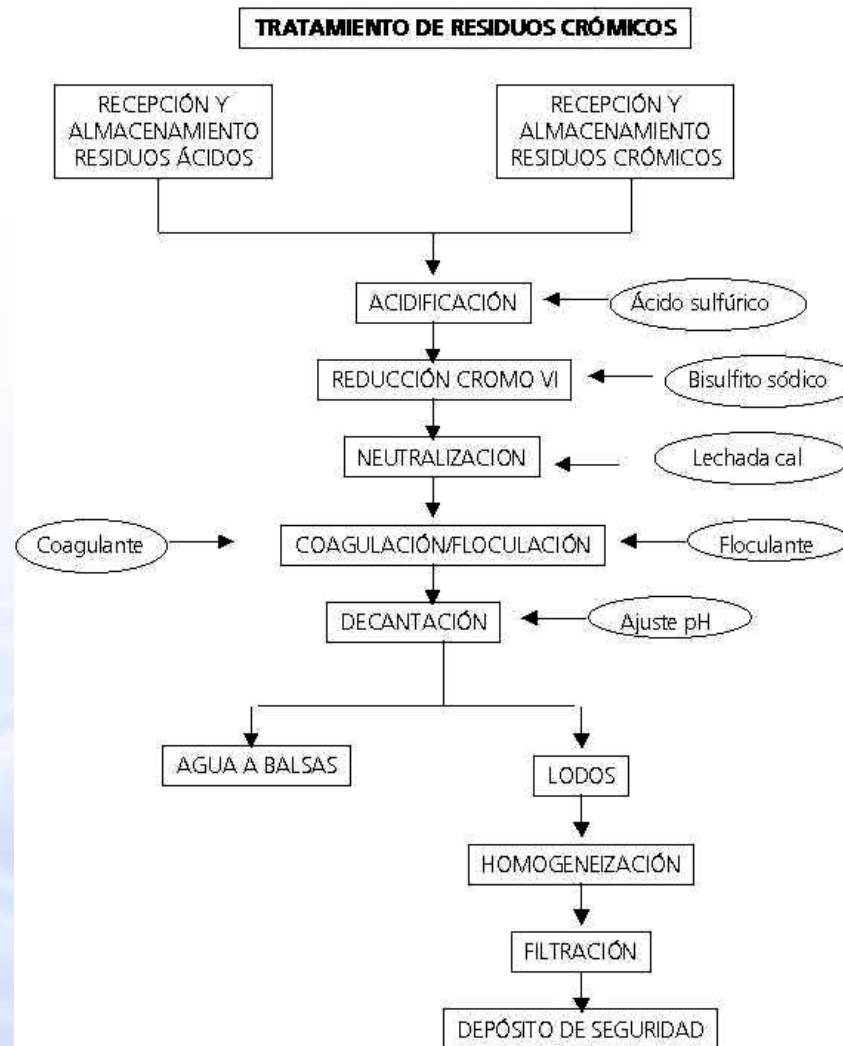 TRATAMIENTO DE RESIDUOS CRÓMICOS
RECEPCIÓN Y
ALMACENAMIENTO
RESIDUOS ÁCIDOS
RECEPCIÓN Y
ALMACENAMIENTO
RESIDUOS CRÓMICOS
ACIDIFICACIÓN
Ácido sulfúrico
REDUCCIÓN CROMO VI
Bisulfito sódico
NEUTRALIZACION
Lechada cal
Coagulante
COAGULACIÓN/FLOCULACIÓN
Floculante
DECANTACIÓN
Ajuste pH
AGUA A BALSAS
LODOS
HOMOGENEIZACIÓN
FILTRACIÓN
DEPÓSITO DE SEGURIDAD